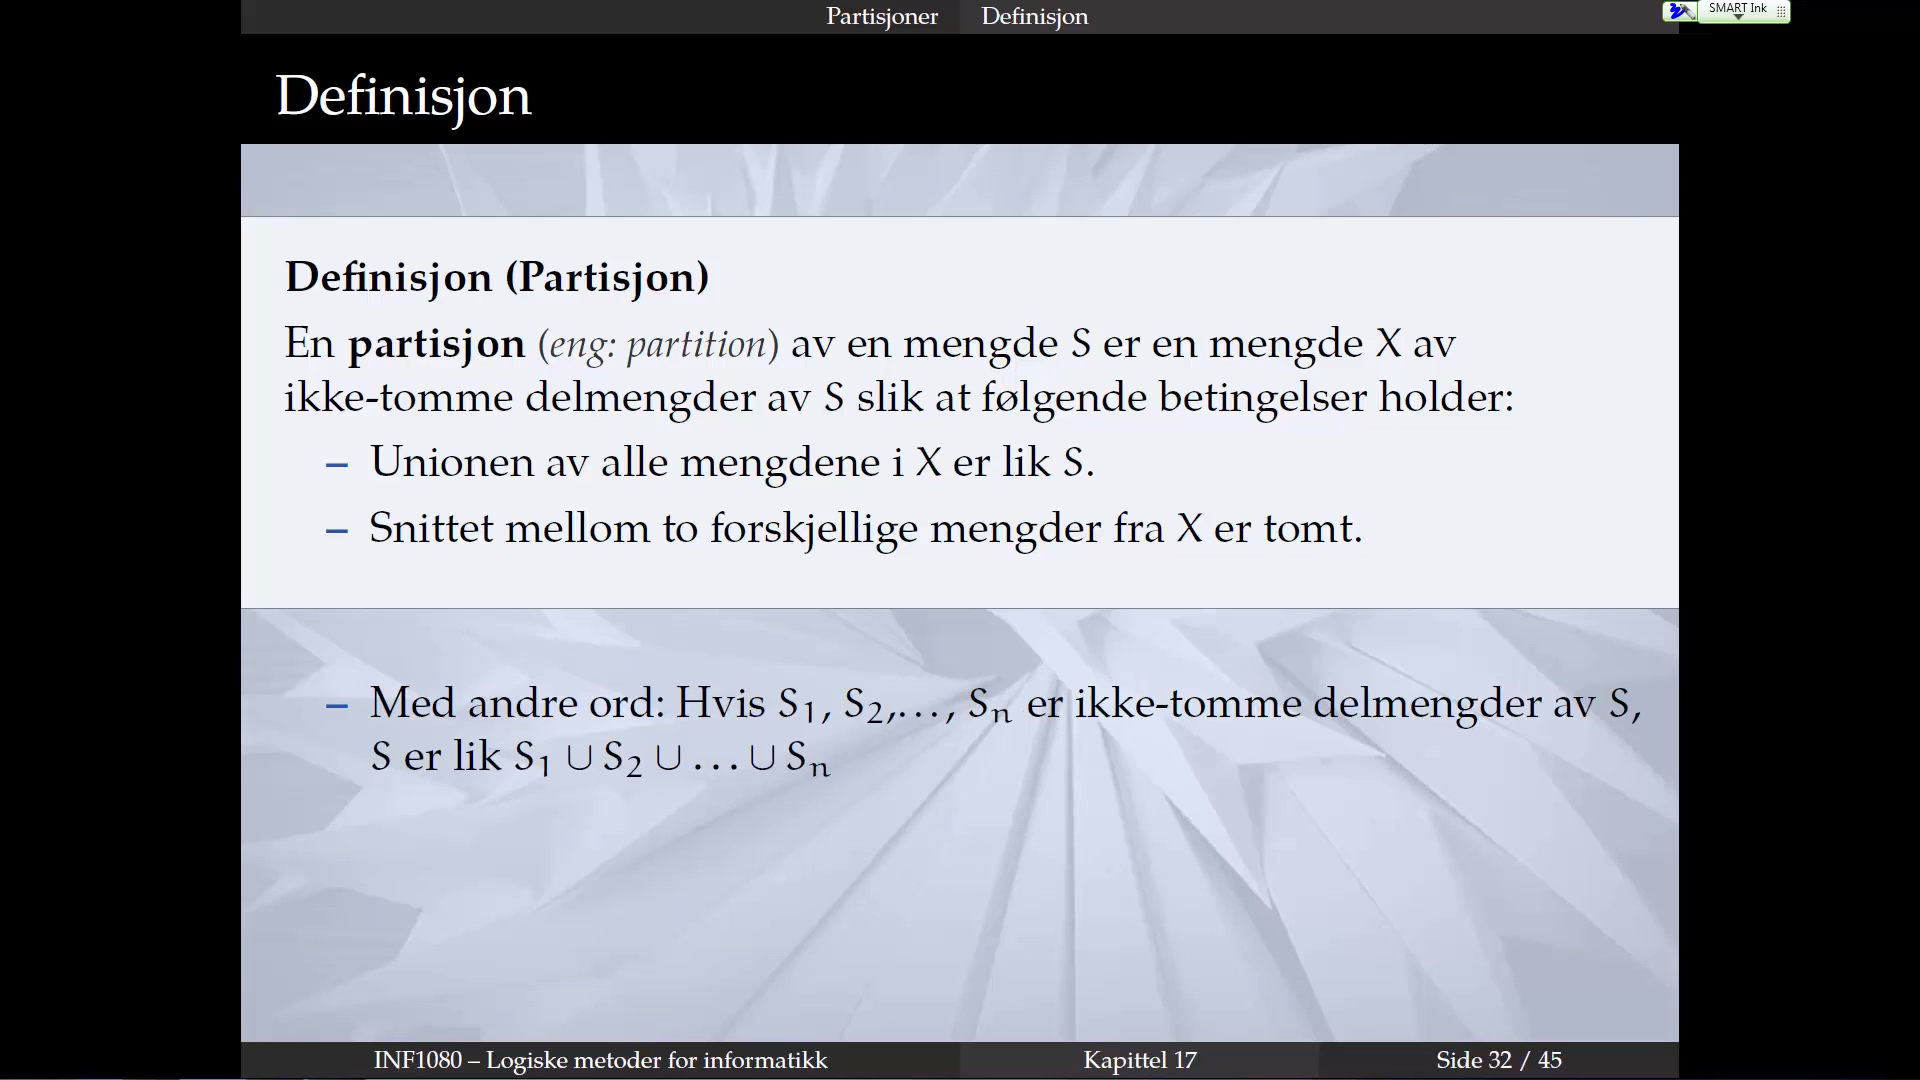 Partisjoner Definisjon
SMART Ink
Definisjon
Definisjon (Partisjon)
En partisjon (eng: partition) av en mengde S er en mengde X av
ikke-tomme delmengder av S slik at følgende betingelser holder:
– Unionen av alle mengdene i X er lik S.
– Snittet mellom to forskjellige mengder fra X er tomt.
– Med andre ord: Hvis S₁, S₂,…, Sₙ er ikke-tomme delmengder av S,
S er lik S₁ ∪ S₂ ∪ … ∪ Sₙ
INF1080 – Logiske metoder for informatikk Kapittel 17 Side 32 / 45